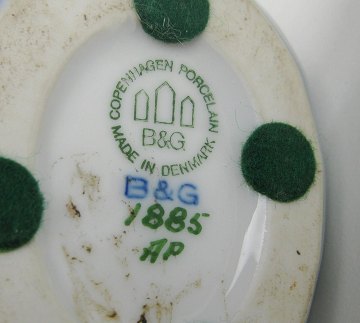 COPENHAGEN PORCELAIN
B&G
MADE IN DENMARK
B&G
1885
AP